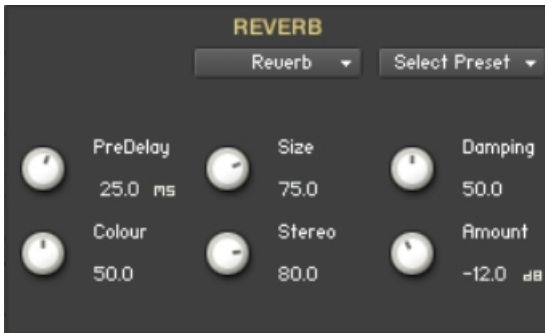 REVERB
Reverb Select Preset
PreDelay Size Damping
25.0 ms 75.0 50.0
Colour Stereo Amount
50.0 80.0 -12.0 dB